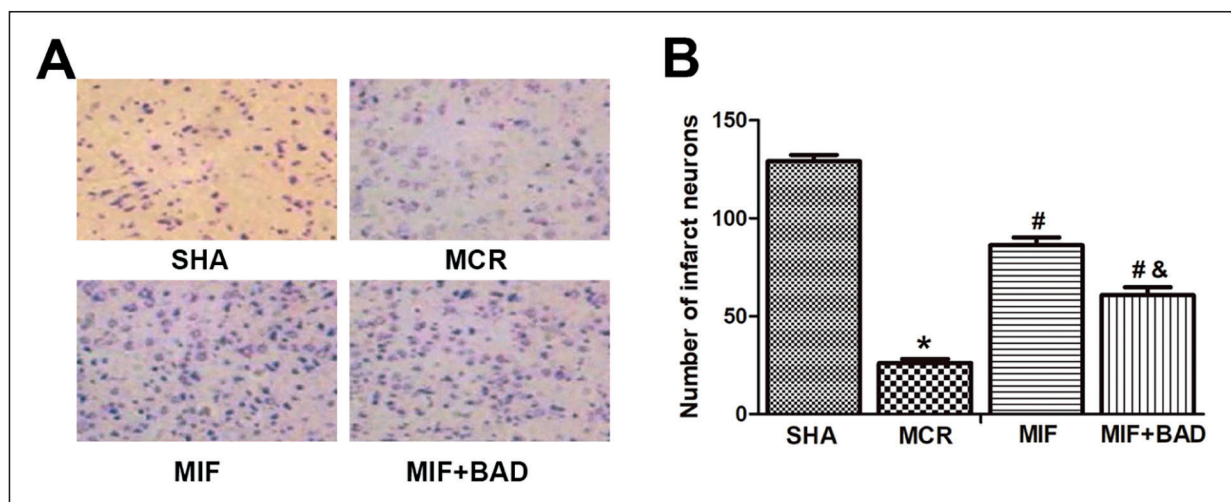 A
SHA
MCR
MIF
MIF+BAD
B
Number of infarct neurons
150
100
50
0
*
#
# &
SHA
MCR
MIF
MIF+BAD